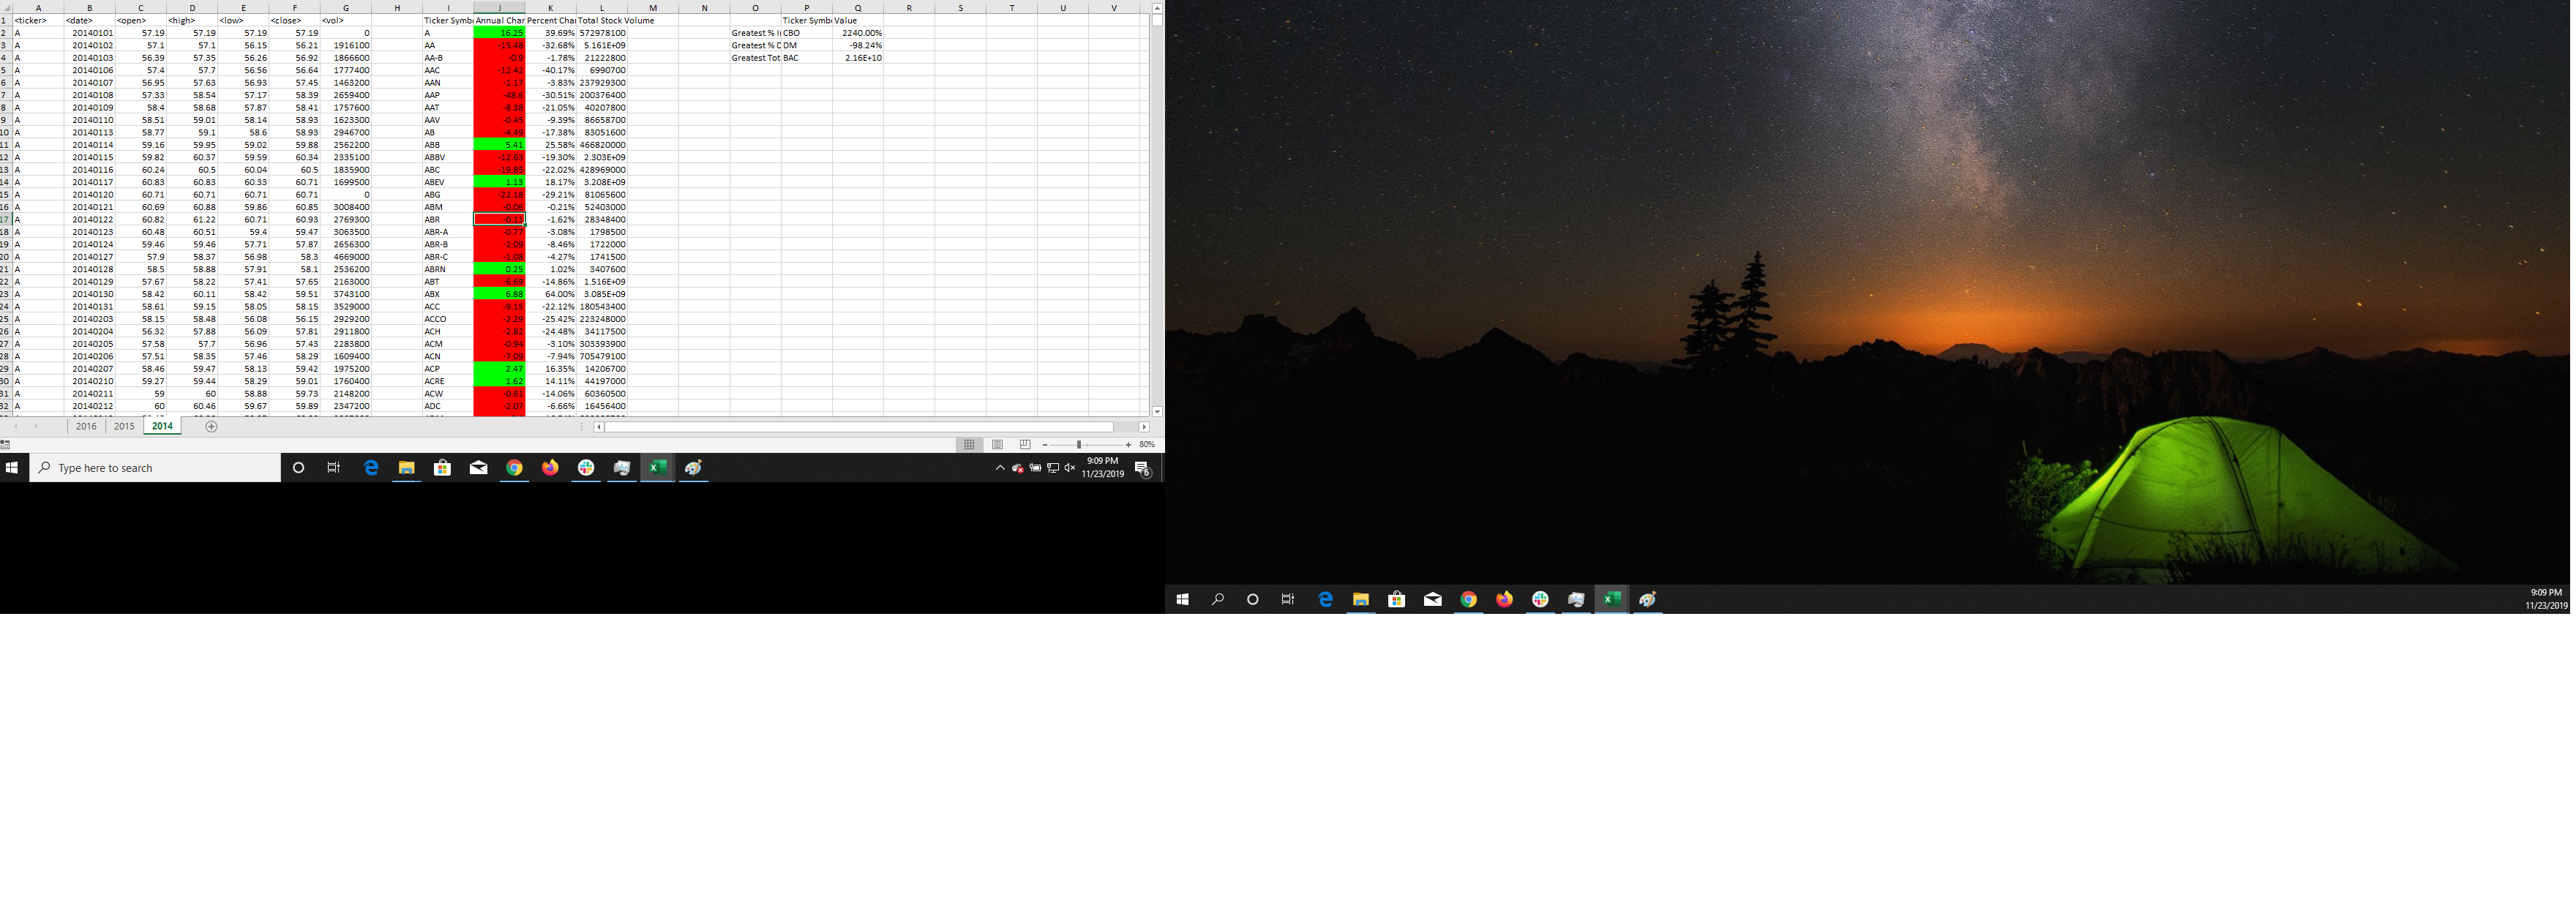 A B C D E F G H I J K L M N O P Q R S T U V
1 <ticker> <date> <open> <high> <low> <close> <vol> Ticker Symb Annual Char Percent Char Total Stock Volume Ticker Symb Value
2 A 20140101 57.19 57.19 57.19 57.19 0 A 16.25 39.69% 572978100 Greatest % I CBO 2240.00%
3 A 20140102 57.1 57.1 56.15 56.21 1916100 AA -15.48 -32.68% 5.161E+09 Greatest % D DM -98.24%
4 A 20140103 56.39 57.35 56.26 56.92 1866600 AA-B -0.9 -1.78% 21222800 Greatest Tot BAC 2.16E+10
5 A 20140106 57.4 57.7 56.56 56.64 1777400 AAC -12.42 -40.17% 6990700
6 A 20140107 56.95 57.63 56.93 57.45 1463200 AAN -1.17 -3.83% 237929300
7 A 20140108 57.33 58.54 57.17 58.39 2659400 AAP -48.6 -30.51% 200376400
8 A 20140109 58.4 58.68 57.87 58.41 1757600 AAT -8.38 -21.05% 40207800
9 A 20140110 58.51 59.01 58.14 58.93 1623300 AAV -0.45 -9.39% 86658700
10 A 20140113 58.77 59.1 58.6 58.93 2946700 AB -4.49 -17.38% 83051600
11 A 20140114 59.16 59.95 59.02 59.88 2562200 ABB 5.41 25.58% 466820000
12 A 20140115 59.82 60.37 59.59 60.34 2335100 ABBV -12.63 -19.30% 2.303E+09
13 A 20140116 60.24 60.5 60.04 60.5 1835900 ABC -19.85 -22.02% 428969000
14 A 20140117 60.83 60.83 60.33 60.71 1699500 ABEV 1.13 18.17% 3.208E+09
15 A 20140120 60.71 60.71 60.71 60.71 0 ABG -22.18 -29.21% 81065600
16 A 20140121 60.69 60.88 59.86 60.85 3008400 ABM -0.06 -0.21% 52403000
17 A 20140122 60.82 61.22 60.71 60.93 2769300 ABR -0.11 -1.62% 28348400
18 A 20140123 60.48 60.51 59.4 59.47 3063500 ABR-A -0.77 -3.08% 1798500
19 A 20140124 59.46 59.46 57.71 57.87 2656300 ABR-B -2.09 -8.46% 1722000
20 A 20140127 57.9 58.37 56.98 58.3 4669000 ABR-C -1.08 -4.27% 1741500
21 A 20140128 58.5 58.88 57.91 58.1 2536200 ABRN 0.25 1.02% 3407600
22 A 20140129 57.67 58.22 57.41 57.65 2163000 ABT -6.69 -14.86% 1.516E+09
23 A 20140130 58.42 60.11 58.42 59.51 3743100 ABX 6.88 64.00% 3.085E+09
24 A 20140131 58.61 59.15 58.05 58.15 3529000 ACC -9.15 -22.12% 180543400
25 A 20140203 58.15 58.48 56.08 56.15 2929200 ACCO -2.29 -25.42% 223248000
26 A 20140204 56.32 57.88 56.09 57.81 2911800 ACH -2.82 -24.48% 34117500
27 A 20140205 57.58 57.7 56.96 57.43 2283800 ACM -0.94 -3.10% 303393900
28 A 20140206 57.51 58.35 57.46 58.29 1609400 ACN -7.09 -7.94% 705479100
29 A 20140207 58.46 59.47 58.13 59.42 1975200 ACP 2.47 16.35% 14206700
30 A 20140210 59.27 59.44 58.29 59.01 1760400 ACRE 1.62 14.11% 44197000
31 A 20140211 59 60 58.88 59.73 2148200 ACW -0.61 -14.06% 60360500
32 A 20140212 60 60.46 59.67 59.89 2347200 ADC -2.07 -6.66% 16456400
2016 2015 2014
80%
Type here to search
9:09 PM
11/23/2019
6
9:09 PM
11/23/2019